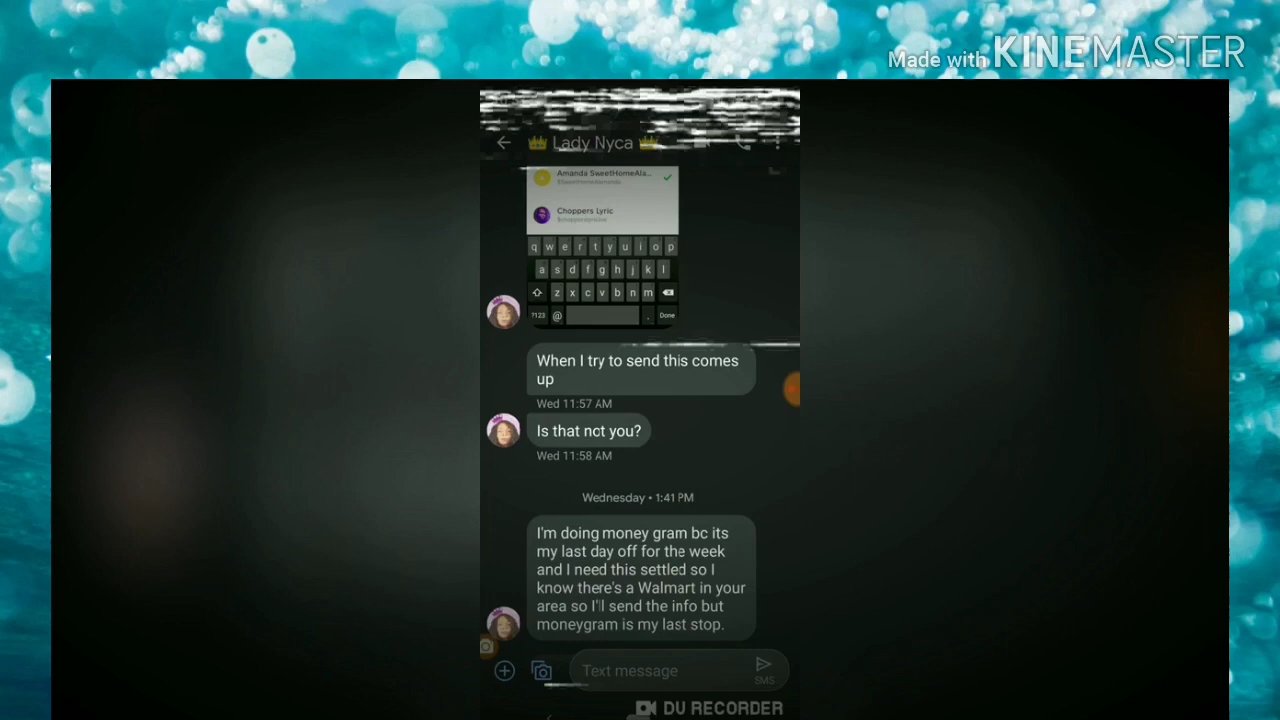 Made with KINEMASTER
Lady Nyca
Amanda SweetHomeAla...
Choppers Lyric
q w e r t y u i o p
a s d f g h j k l
z x c v b n m
?123 @ . Done
When I try to send this comes
up
Wed 11:57 AM
Is that not you?
Wed 11:58 AM
Wednesday • 1:41 PM
I'm doing money gram bc its
my last day off for the week
and I need this settled so I
know there's a Walmart in your
area so I'll send the info but
moneygram is my last stop.
Text message
SMS
DU RECORDER